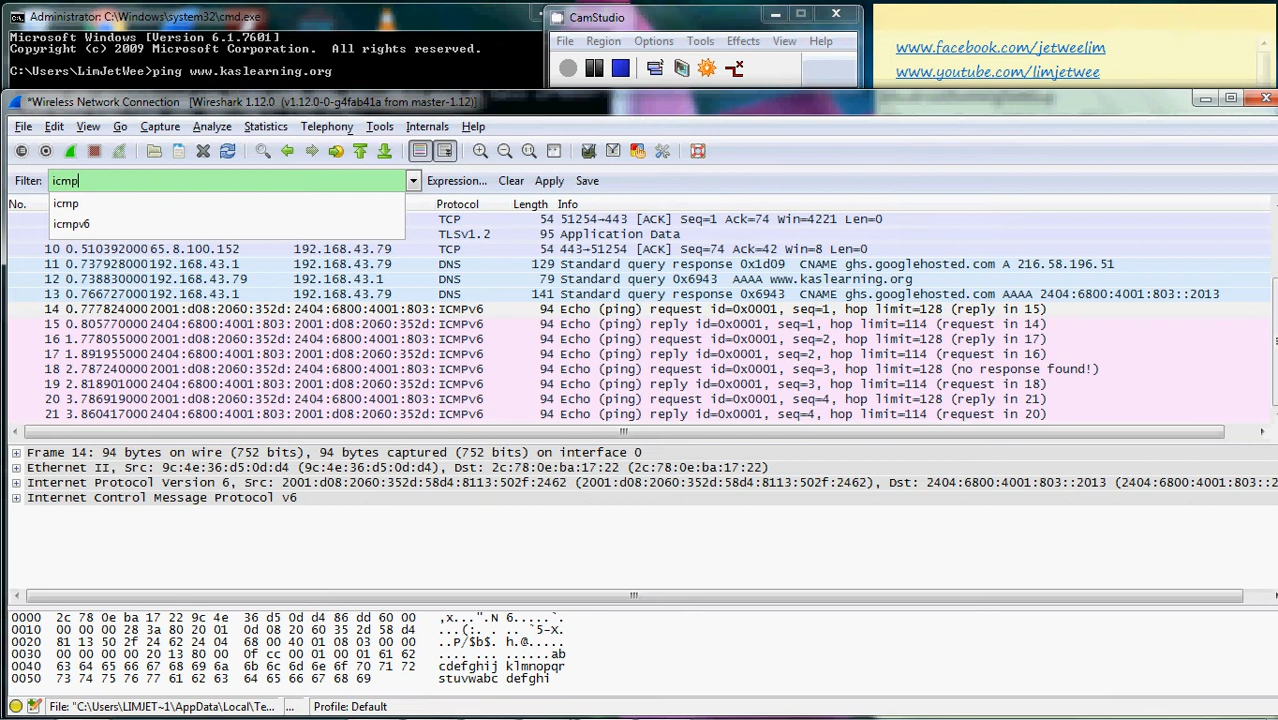 Administrator: C:\Windows\system32\cmd.exe
Microsoft Windows [Version 6.1.7601]
Copyright (c) 2009 Microsoft Corporation.  All rights reserved.
C:\Users\LimJetWee>ping www.kaslearning.org
CamStudio
File Region Options Tools Effects View Help
www.facebook.com/jetweelim
www.youtube.com/limjetwee
*Wireless Network Connection [Wireshark 1.12.0 (v1.12.0-0-g4fab41a from master-1.12)]
File Edit View Go Capture Analyze Statistics Telephony Tools Internals Help
Filter: icmp Expression... Clear Apply Save
icmp
icmpv6
No. Protocol Length Info
TCP 54 51254→443 [ACK] Seq=1 Ack=74 Win=4221 Len=0
TLSv1.2 95 Application Data
10 0.510392000 65.8.100.152 192.168.43.79 TCP 54 443→51254 [ACK] Seq=74 Ack=42 Win=8 Len=0
11 0.737928000 192.168.43.1 192.168.43.79 DNS 129 Standard query response 0x1d09 CNAME ghs.googlehosted.com A 216.58.196.51
12 0.738830000 192.168.43.79 192.168.43.1 DNS 79 Standard query 0x6943 AAAA www.kaslearning.org
13 0.766727000 192.168.43.1 192.168.43.79 DNS 141 Standard query response 0x6943 CNAME ghs.googlehosted.com AAAA 2404:6800:4001:803::2013
14 0.777824000 2001:d08:2060:352d: 2404:6800:4001:803: ICMPv6 94 Echo (ping) request id=0x0001, seq=1, hop limit=128 (reply in 15)
15 0.805770000 2404:6800:4001:803: 2001:d08:2060:352d: ICMPv6 94 Echo (ping) reply id=0x0001, seq=1, hop limit=114 (request in 14)
16 1.778055000 2001:d08:2060:352d: 2404:6800:4001:803: ICMPv6 94 Echo (ping) request id=0x0001, seq=2, hop limit=128 (reply in 17)
17 1.891955000 2404:6800:4001:803: 2001:d08:2060:352d: ICMPv6 94 Echo (ping) reply id=0x0001, seq=2, hop limit=114 (request in 16)
18 2.787240000 2001:d08:2060:352d: 2404:6800:4001:803: ICMPv6 94 Echo (ping) request id=0x0001, seq=3, hop limit=128 (no response found!)
19 2.818901000 2404:6800:4001:803: 2001:d08:2060:352d: ICMPv6 94 Echo (ping) reply id=0x0001, seq=3, hop limit=114 (request in 18)
20 3.786919000 2001:d08:2060:352d: 2404:6800:4001:803: ICMPv6 94 Echo (ping) request id=0x0001, seq=4, hop limit=128 (reply in 21)
21 3.860417000 2404:6800:4001:803: 2001:d08:2060:352d: ICMPv6 94 Echo (ping) reply id=0x0001, seq=4, hop limit=114 (request in 20)
Frame 14: 94 bytes on wire (752 bits), 94 bytes captured (752 bits) on interface 0
Ethernet II, Src: 9c:4e:36:d5:0d:d4 (9c:4e:36:d5:0d:d4), Dst: 2c:78:0e:ba:17:22 (2c:78:0e:ba:17:22)
Internet Protocol Version 6, Src: 2001:d08:2060:352d:58d4:8113:502f:2462 (2001:d08:2060:352d:58d4:8113:502f:2462), Dst: 2404:6800:4001:803::2013 (2404:6800:4001:803::2
Internet Control Message Protocol v6
0000 2c 78 0e ba 17 22 9c 4e 36 d5 0d d4 86 dd 60 00 ,x...".N 6.....`.
0010 00 00 00 28 3a 80 20 01 0d 08 20 60 35 2d 58 d4 ...(:. . .. `5-X.
0020 81 13 50 2f 24 62 24 04 68 00 40 01 08 03 00 00 ..P/$b$. h.@.....
0030 00 00 00 00 20 13 80 00 0f cc 00 01 00 01 61 62 .... ... ......ab
0040 63 64 65 66 67 68 69 6a 6b 6c 6d 6e 6f 70 71 72 cdefghij klmnopqr
0050 73 74 75 76 77 61 62 63 64 65 66 67 68 69 stuvwabc defghi
File: "C:\Users\LIMJET~1\AppData\Local\Te... ... Profile: Default